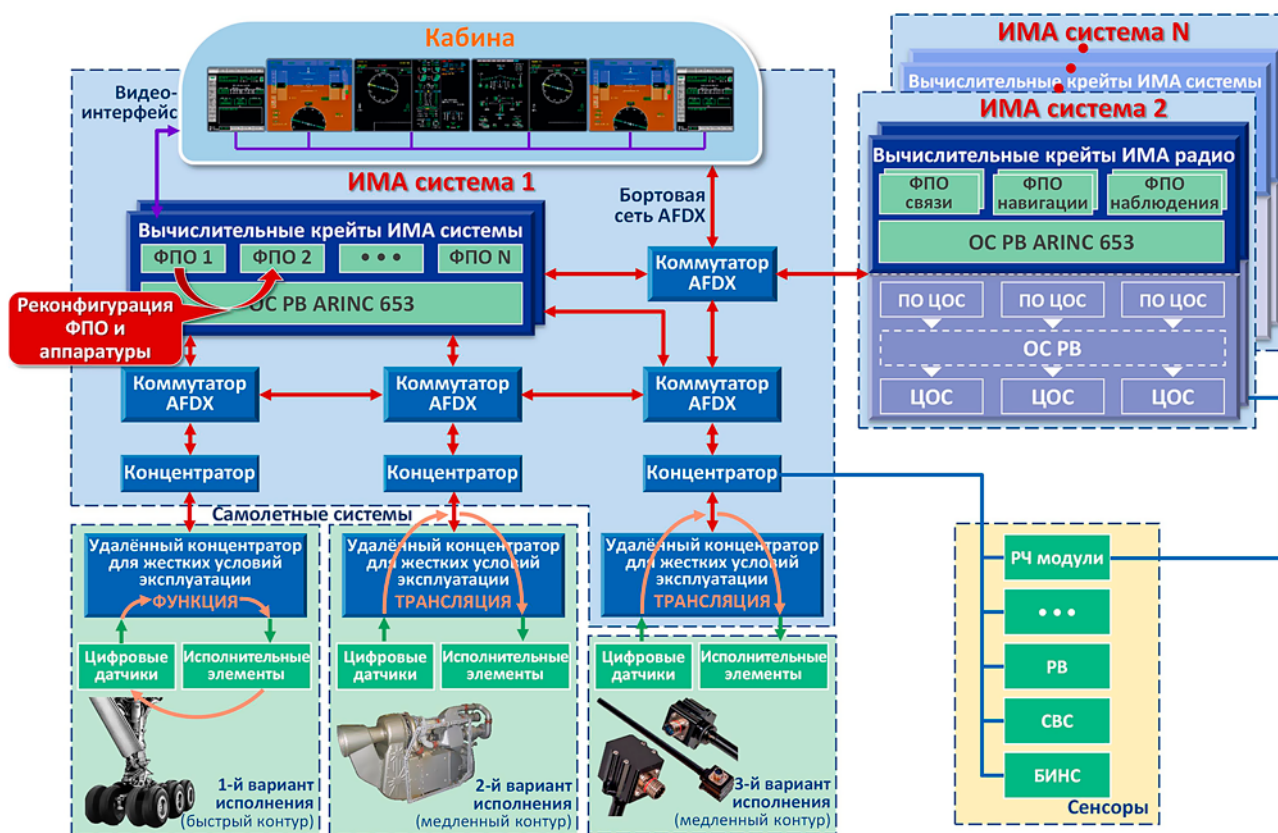 Кабина
Видео-
интерфейс
ИМА система 1
Бортовая
сеть AFDX
Вычислительные крейты ИМА системы
ФПО 1
ФПО 2
• • •
ФПО N
ОС РВ ARINC 653
Реконфигурация
ФПО и
аппаратуры
Коммутатор
AFDX
Коммутатор
AFDX
Коммутатор
AFDX
Коммутатор
AFDX
Концентратор
Концентратор
Концентратор
ИМА система N
Вычислительные крейты ИМА системы
ИМА система 2
Вычислительные крейты ИМА радио
ФПО
связи
ФПО
навигации
ФПО
наблюдения
ОС РВ ARINC 653
ПО ЦОС
ПО ЦОС
ПО ЦОС
ОС РВ
ЦОС
ЦОС
ЦОС
Самолетные системы
Удалённый концентратор
для жестких условий
эксплуатации
ФУНКЦИЯ
Цифровые
датчики
Исполнительные
элементы
1-й вариант
исполнения
(быстрый контур)
Удалённый концентратор
для жестких условий
эксплуатации
ТРАНСЛЯЦИЯ
Цифровые
датчики
Исполнительные
элементы
2-й вариант
исполнения
(медленный контур)
Удалённый концентратор
для жестких условий
эксплуатации
ТРАНСЛЯЦИЯ
Цифровые
датчики
Исполнительные
элементы
3-й вариант
исполнения
(медленный контур)
РЧ модули
• • •
РВ
СВС
БИНС
Сенсоры